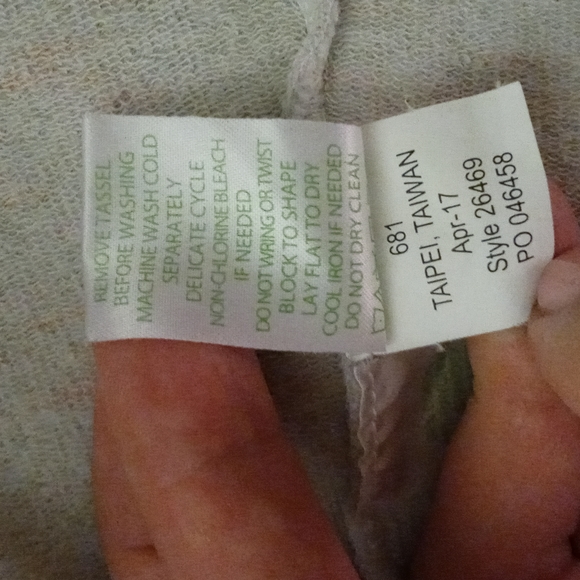 REMOVE TASSEL
BEFORE WASHING
MACHINE WASH COLD
SEPARATELY
DELICATE CYCLE
NON-CHLORINE BLEACH
IF NEEDED
DO NOT WRING OR TWIST
BLOCK TO SHAPE
LAY FLAT TO DRY
COOL IRON IF NEEDED
DO NOT DRY CLEAN
681
TAIPEI, TAIWAN
Apr-17
Style 26469
PO 046458